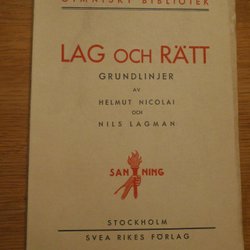 LAG OCH RÄTT
GRUNDLINJER
AV
HELMUT NICOLAI
OCH
NILS LAGMAN
SAN NING
STOCKHOLM
SVEA RIKES FÖRLAG